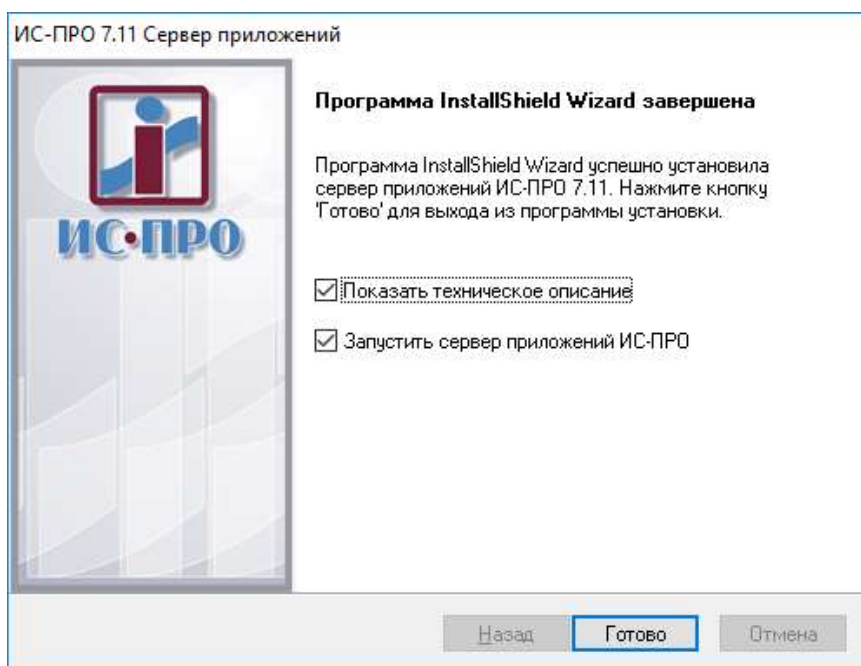 ИС-ПРО 7.11 Сервер приложений
ИС•ПРО
Программа InstallShield Wizard завершена
Программа InstallShield Wizard успешно установила
сервер приложений ИС-ПРО 7.11. Нажмите кнопку
'Готово' для выхода из программы установки.
Показать техническое описание
Запустить сервер приложений ИС-ПРО
Назад
Готово
Отмена